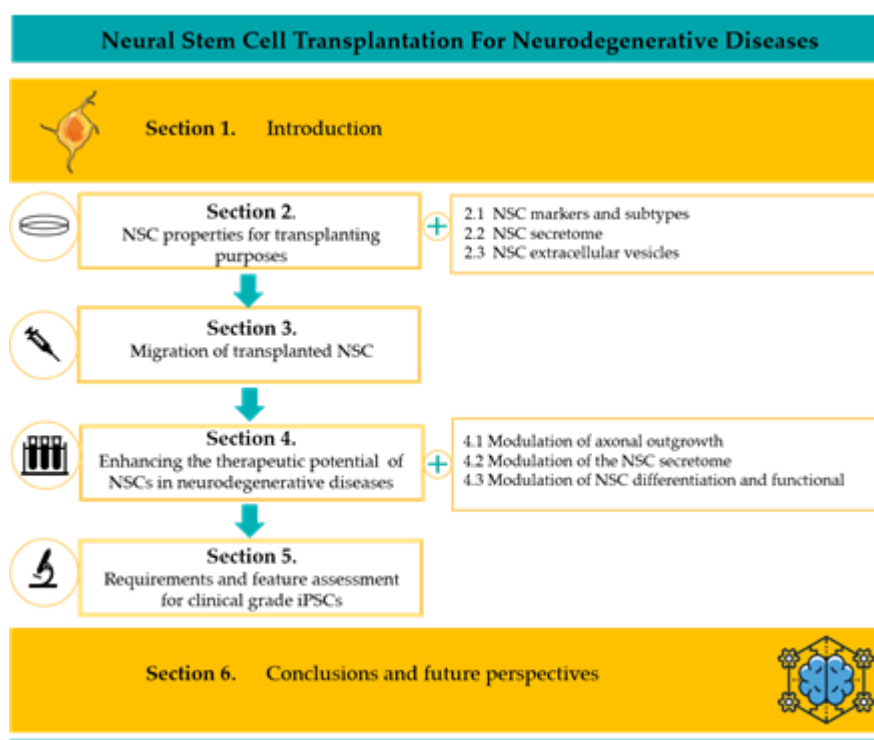 Neural Stem Cell Transplantation For Neurodegenerative Diseases
Section 1. Introduction
Section 2.
NSC properties for transplanting
purposes
2.1 NSC markers and subtypes
2.2 NSC secretome
2.3 NSC extracellular vesicles
Section 3.
Migration of transplanted NSC
Section 4.
Enhancing the therapeutic potential of
NSCs in neurodegenerative diseases
4.1 Modulation of axonal outgrowth
4.2 Modulation of the NSC secretome
4.3 Modulation of NSC differentiation and functional
Section 5.
Requirements and feature assessment
for clinical grade iPSCs
Section 6. Conclusions and future perspectives